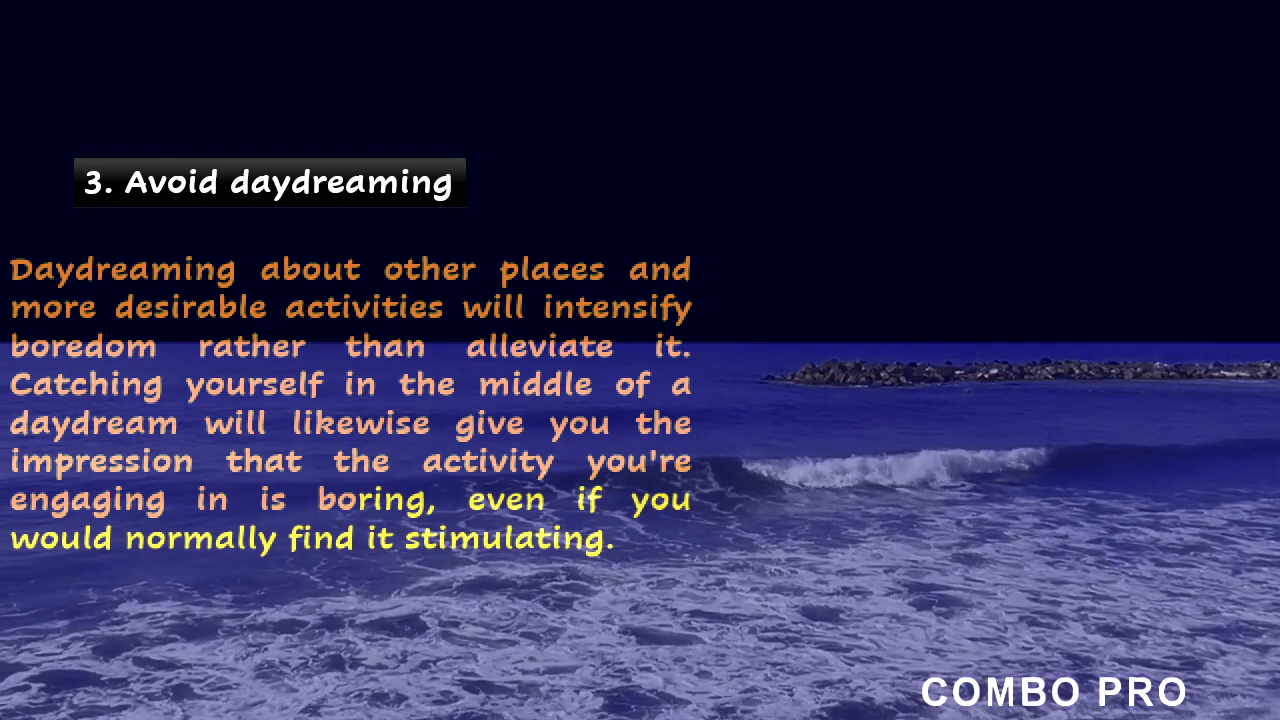 3. Avoid daydreaming
Daydreaming about other places and
more desirable activities will intensify
boredom rather than alleviate it.
Catching yourself in the middle of a
daydream will likewise give you the
impression that the activity you're
engaging in is boring, even if you
would normally find it stimulating.
COMBO PRO